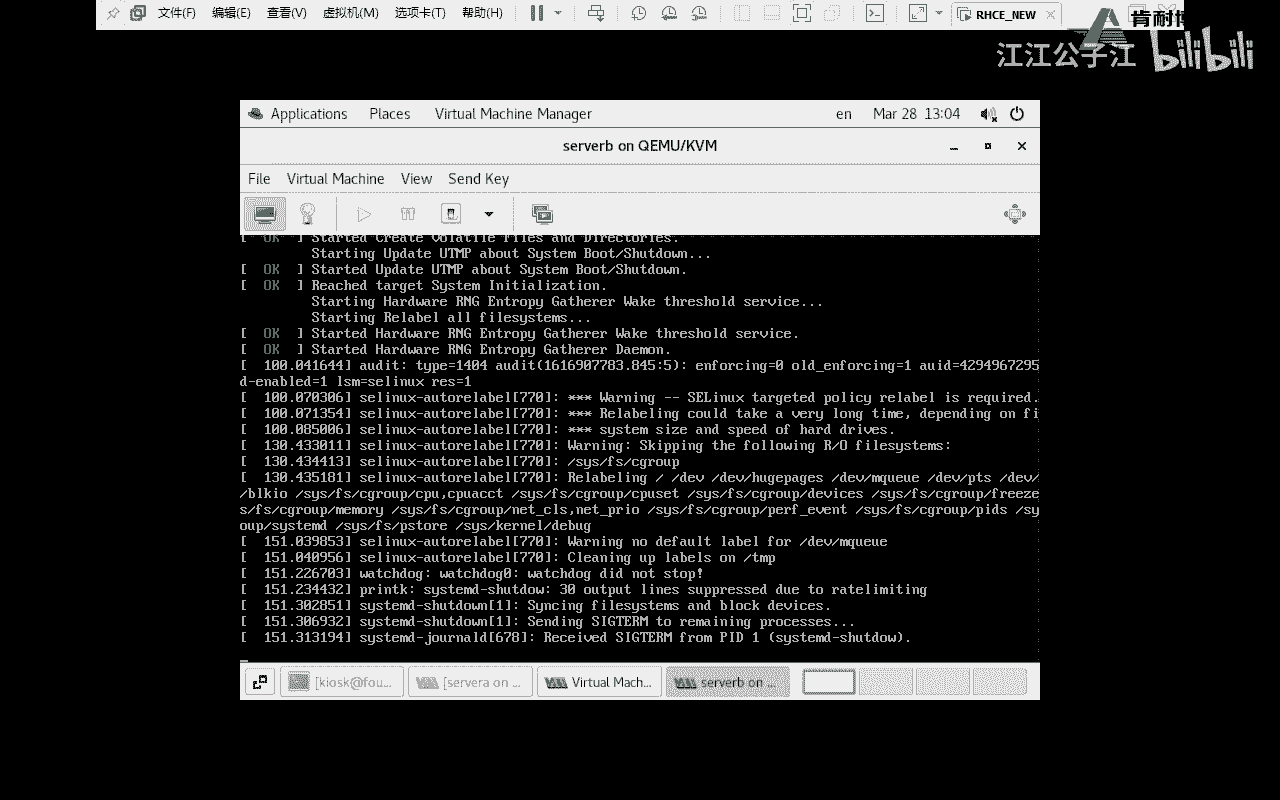 文件(F) 编辑(E) 查看(V) 虚拟机(M) 选项卡(T) 帮助(H) RHCE_NEW
肯耐
江江公子江 bilibili
Applications Places Virtual Machine Manager en Mar 28 13:04
serverb on QEMU/KVM
File Virtual Machine View Send Key
[  OK  ] Started Create Volatile Files and Directories.
Starting Update UTMP about System Boot/Shutdown...
[  OK  ] Started Update UTMP about System Boot/Shutdown.
[  OK  ] Reached target System Initialization.
Starting Hardware RNG Entropy Gatherer Wake threshold service...
Starting Relabel all filesystems...
[  OK  ] Started Hardware RNG Entropy Gatherer Wake threshold service.
[  OK  ] Started Hardware RNG Entropy Gatherer Daemon.
[  100.041644] audit: type=1404 audit(1616907783.845:5): enforcing=0 old_enforcing=1 auid=4294967295
d-enabled=1 lsm=selinux res=1
[  100.070306] selinux-autorelabel[770]: *** Warning -- SELinux targeted policy relabel is required.
[  100.071354] selinux-autorelabel[770]: *** Relabeling could take a very long time, depending on fi
[  100.085006] selinux-autorelabel[770]: *** system size and speed of hard drives.
[  130.433011] selinux-autorelabel[770]: Warning: Skipping the following R/O filesystems:
[  130.434413] selinux-autorelabel[770]: /sys/fs/cgroup
[  130.435181] selinux-autorelabel[770]: Relabeling / /dev /dev/hugepages /dev/mqueue /dev/pts /dev/
/blkio /sys/fs/cgroup/cpu,cpuacct /sys/fs/cgroup/cpuset /sys/fs/cgroup/devices /sys/fs/cgroup/freeze
s/fs/cgroup/memory /sys/fs/cgroup/net_cls,net_prio /sys/fs/cgroup/perf_event /sys/fs/cgroup/pids /sy
oup/systemd /sys/fs/pstore /sys/kernel/debug
[  151.039853] selinux-autorelabel[770]: Warning no default label for /dev/mqueue
[  151.040956] selinux-autorelabel[770]: Cleaning up labels on /tmp
[  151.226703] watchdog: watchdog0: watchdog did not stop!
[  151.234432] printk: systemd-shutdow: 30 output lines suppressed due to ratelimiting
[  151.302851] systemd-shutdown[1]: Syncing filesystems and block devices.
[  151.306932] systemd-shutdown[1]: Sending SIGTERM to remaining processes...
[  151.313194] systemd-journald[678]: Received SIGTERM from PID 1 (systemd-shutdow).
[kiosk@fou... [servera on ... Virtual Mach... serverb on ...